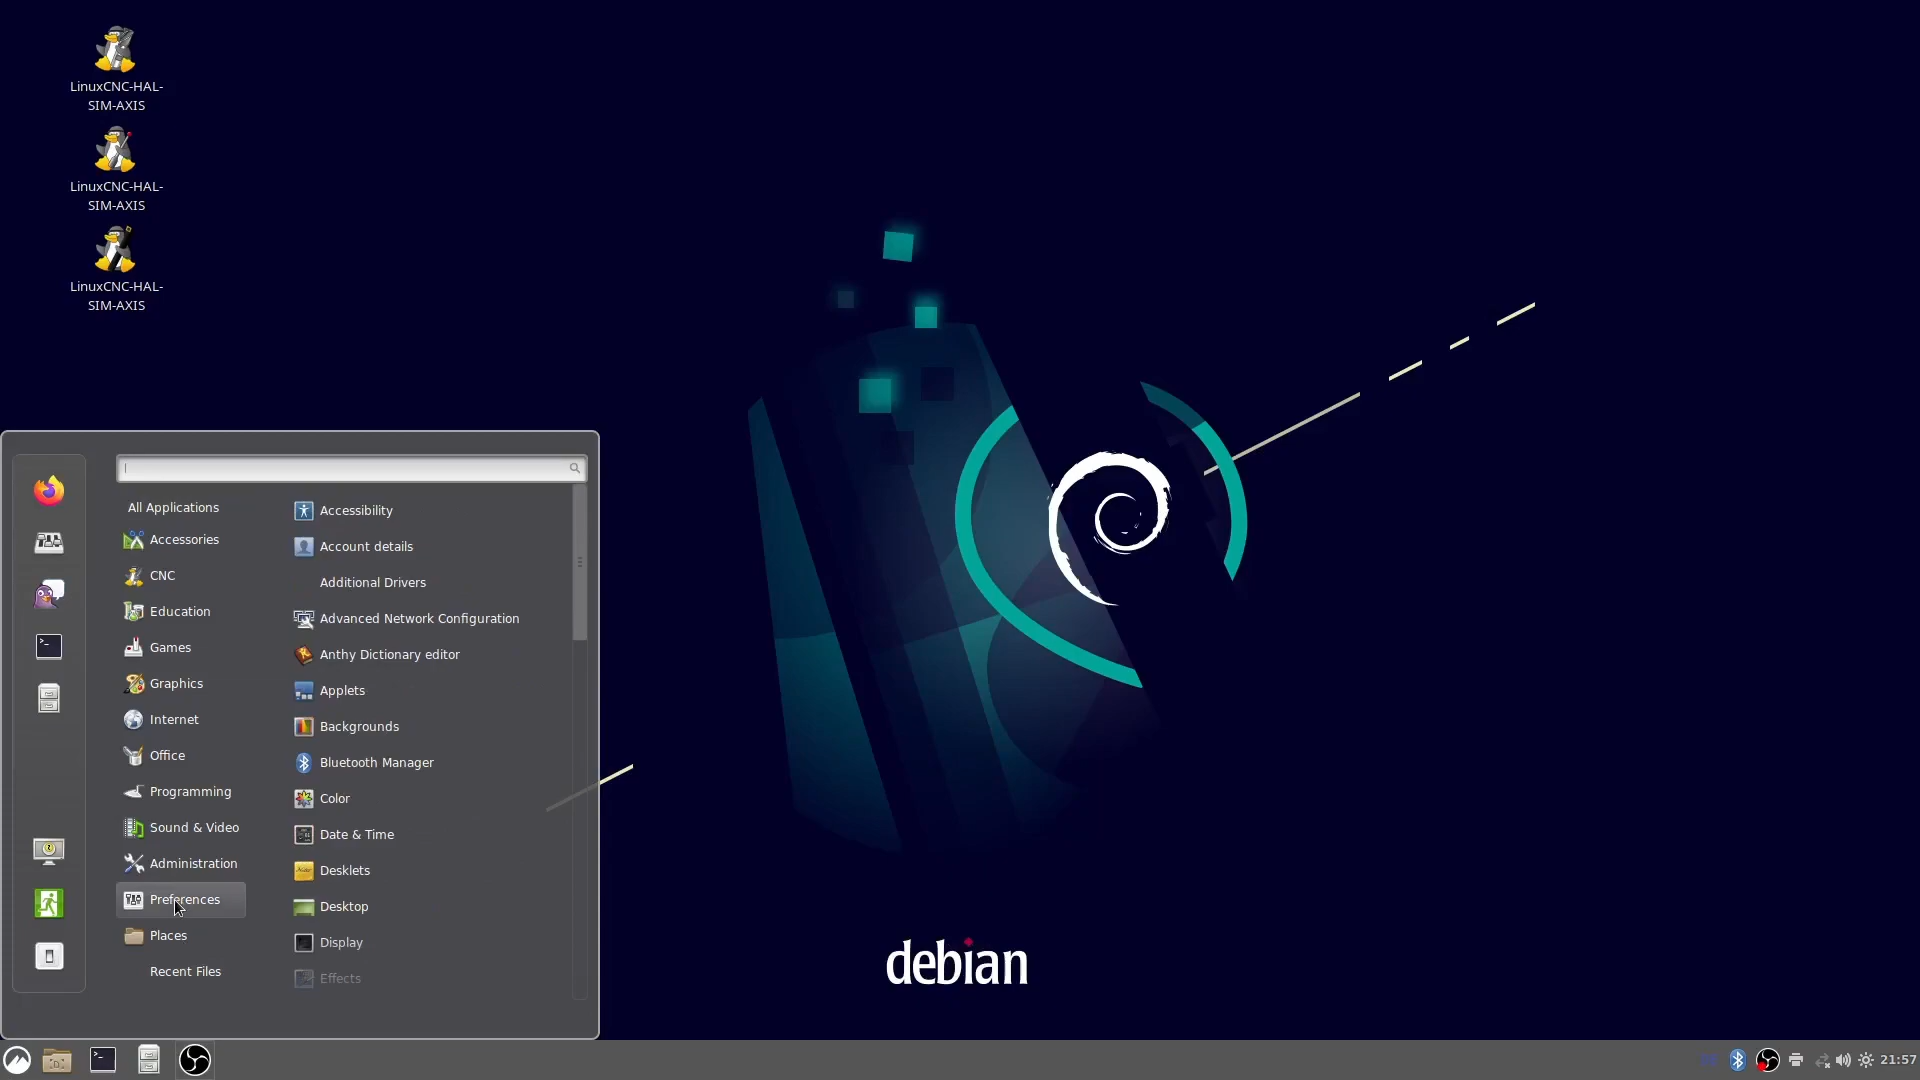 LinuxCNC-HAL-
SIM-AXIS
LinuxCNC-HAL-
SIM-AXIS
LinuxCNC-HAL-
SIM-AXIS
All Applications
Accessories
CNC
Education
Games
Graphics
Internet
Office
Programming
Sound & Video
Administration
Preferences
Places
Recent Files
Accessibility
Account details
Additional Drivers
Advanced Network Configuration
Anthy Dictionary editor
Applets
Backgrounds
Bluetooth Manager
Color
Date & Time
Desklets
Desktop
Display
Effects
debian
21:57